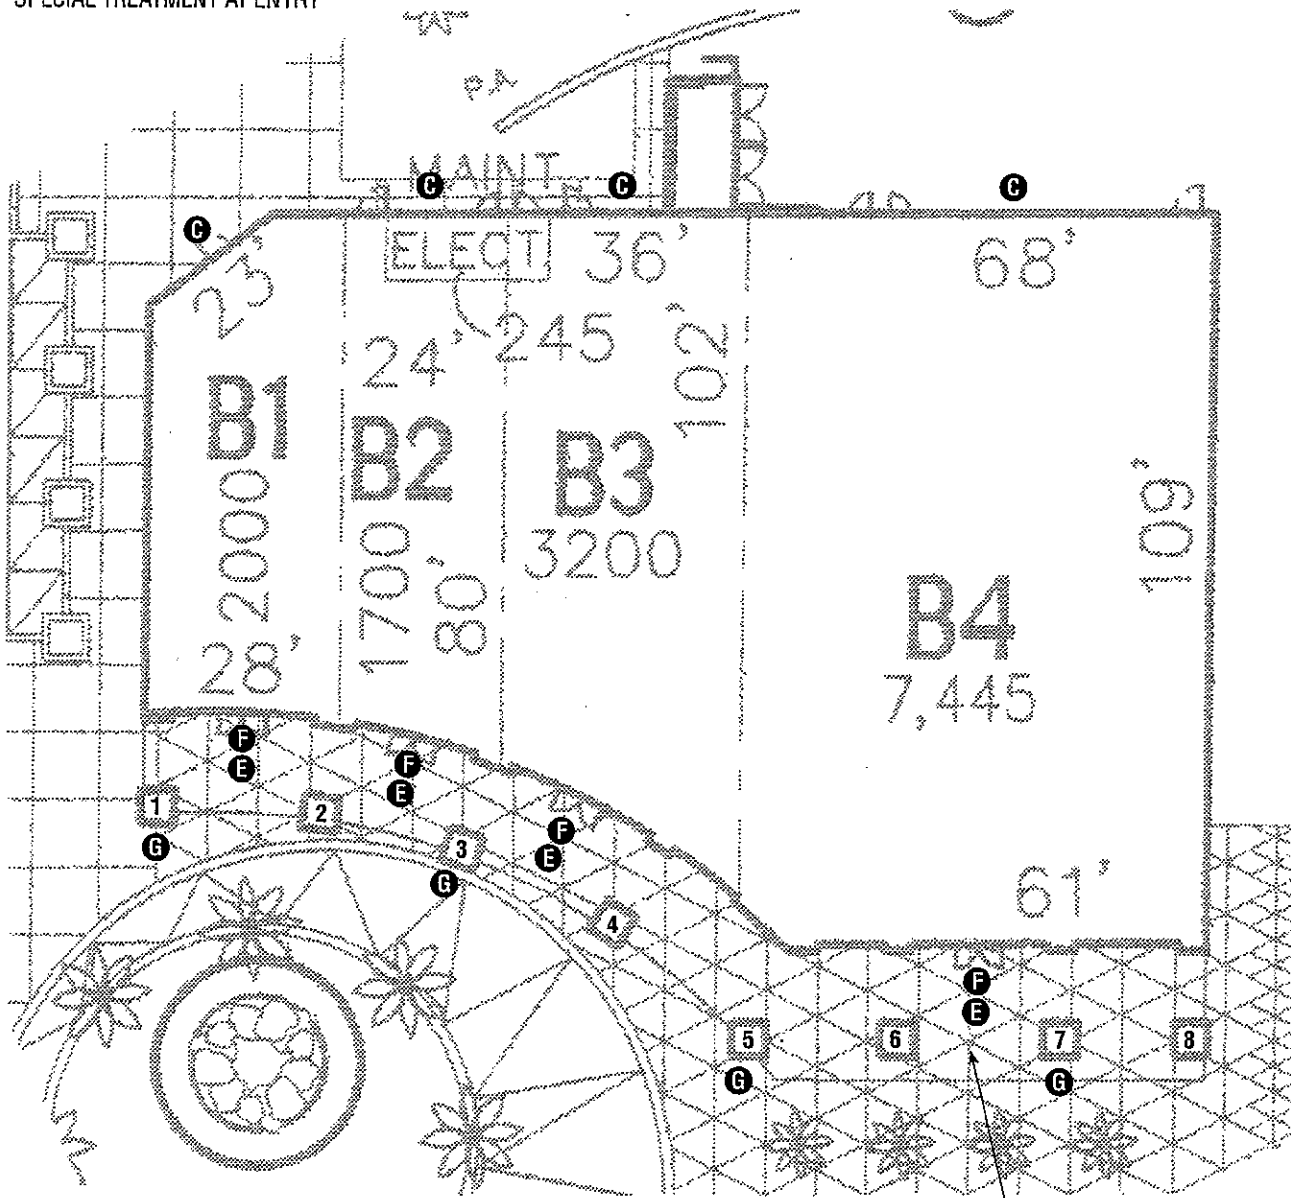 SPECIAL TREATMENT AT ENTRY
P.A
MAINT
C
C
C
C
ELECT
36'
68'
23'
245
24'
102'
B1
B2
B3
3200
109'
2000
1700
80'
B4
7,445
28'
61'
F
E
F
E
F
E
1
2
3
4
G
G
F
E
5
6
7
8
G
G